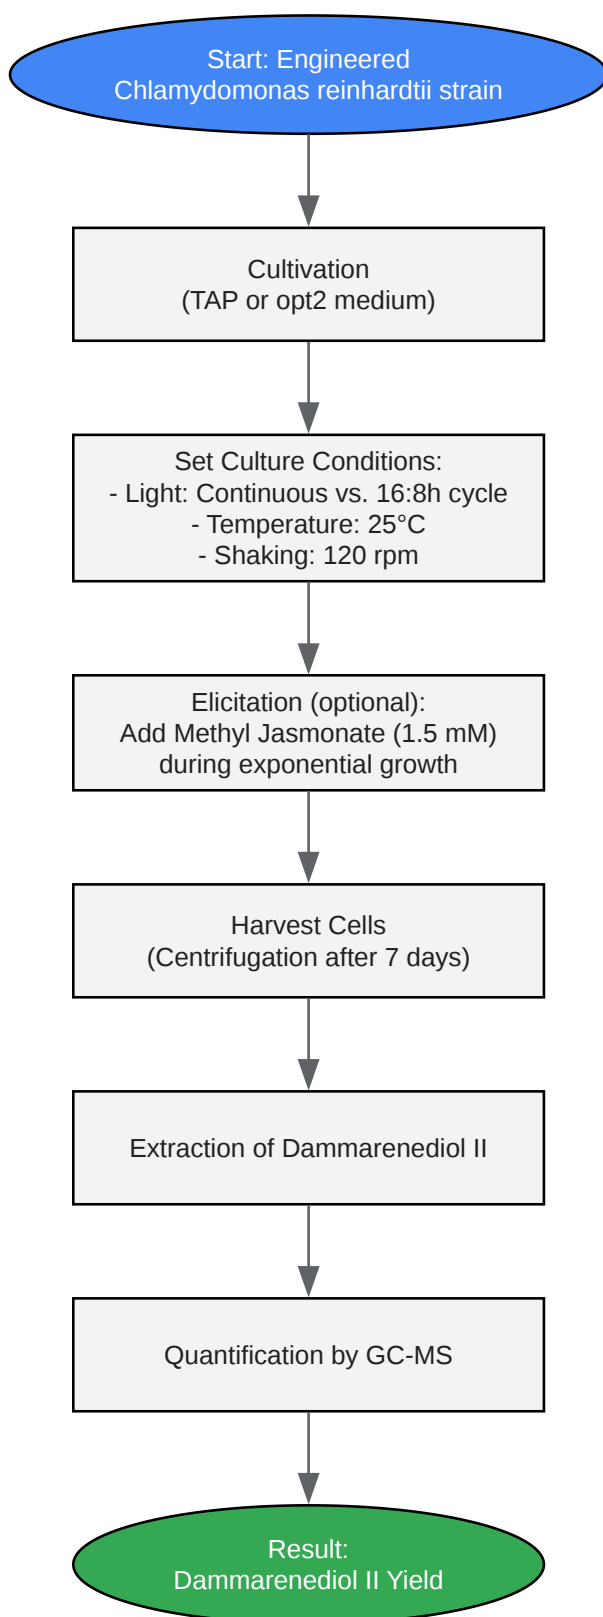 Start: Engineered
Chlamydomonas reinhardtii strain
Cultivation
(TAP or opt2 medium)
Set Culture Conditions:
- Light: Continuous vs. 16:8h cycle
- Temperature: 25°C
- Shaking: 120 rpm
Elicitation (optional):
Add Methyl Jasmonate (1.5 mM)
during exponential growth
Harvest Cells
(Centrifugation after 7 days)
Extraction of Dammarenediol II
Quantification by GC-MS
Result:
Dammarenediol II Yield